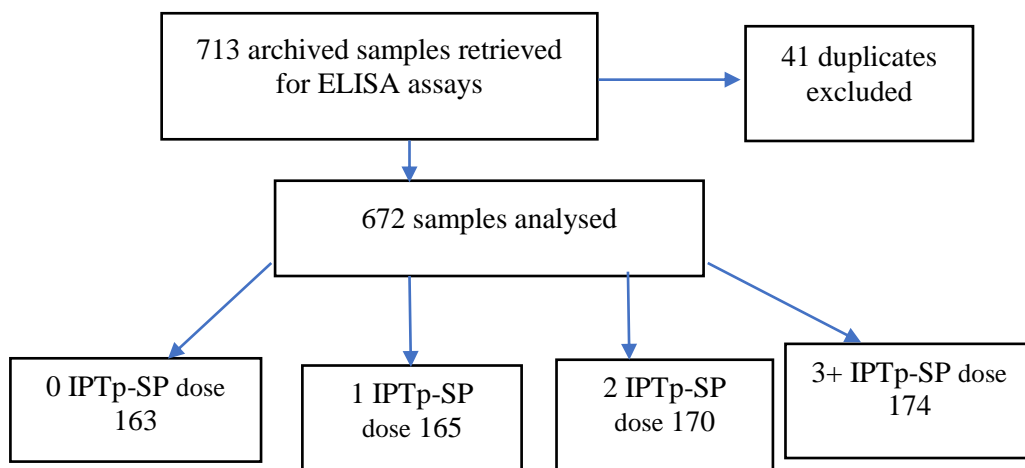 713 archived samples retrieved
for ELISA assays
41 duplicates
excluded
672 samples analysed
0 IPTp-SP dose
163
1 IPTp-SP
dose 165
2 IPTp-SP
dose 170
3+ IPTp-SP dose
174